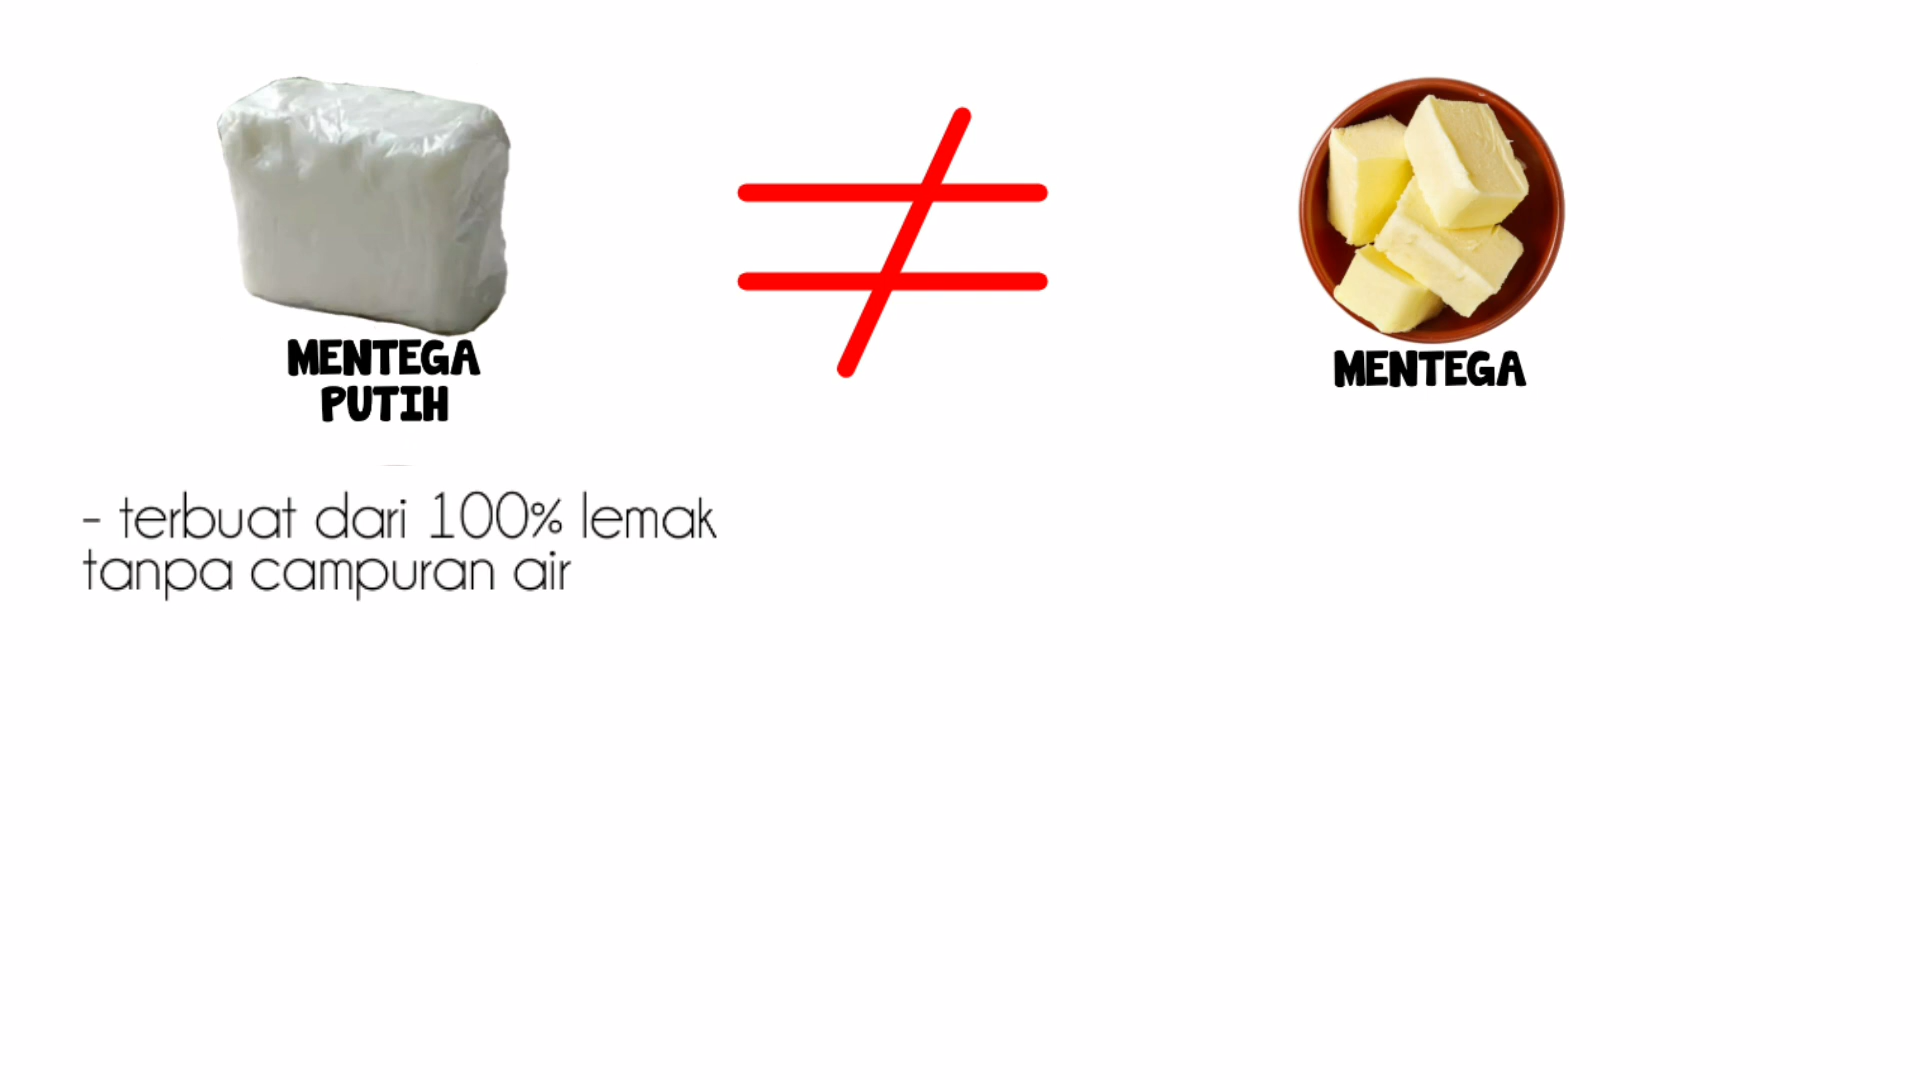 MENTEGA
PUTIH
MENTEGA
- terbuat dari 100% lemak
tanpa campuran air